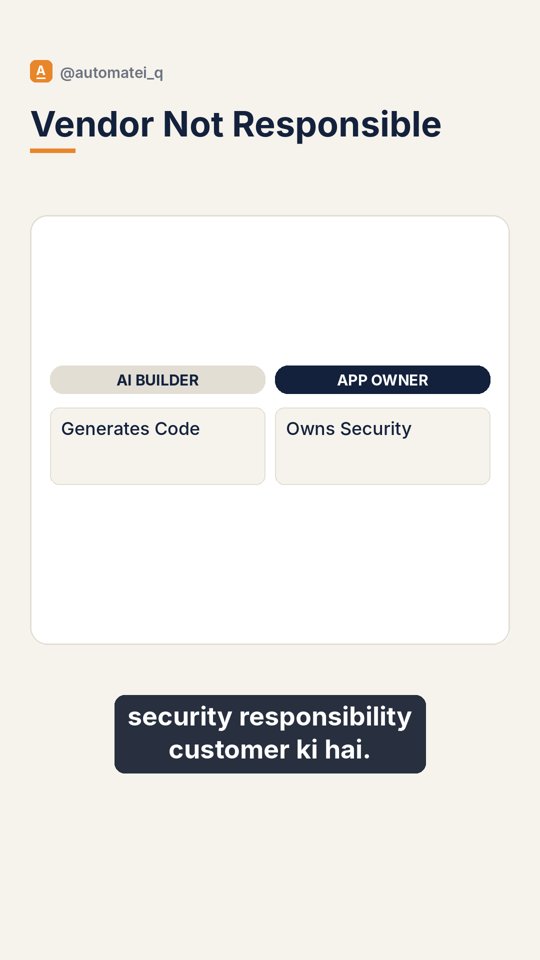 A
@automatei_q
Vendor Not Responsible
AI BUILDER
APP OWNER
Generates Code
Owns Security
security responsibility
customer ki hai.